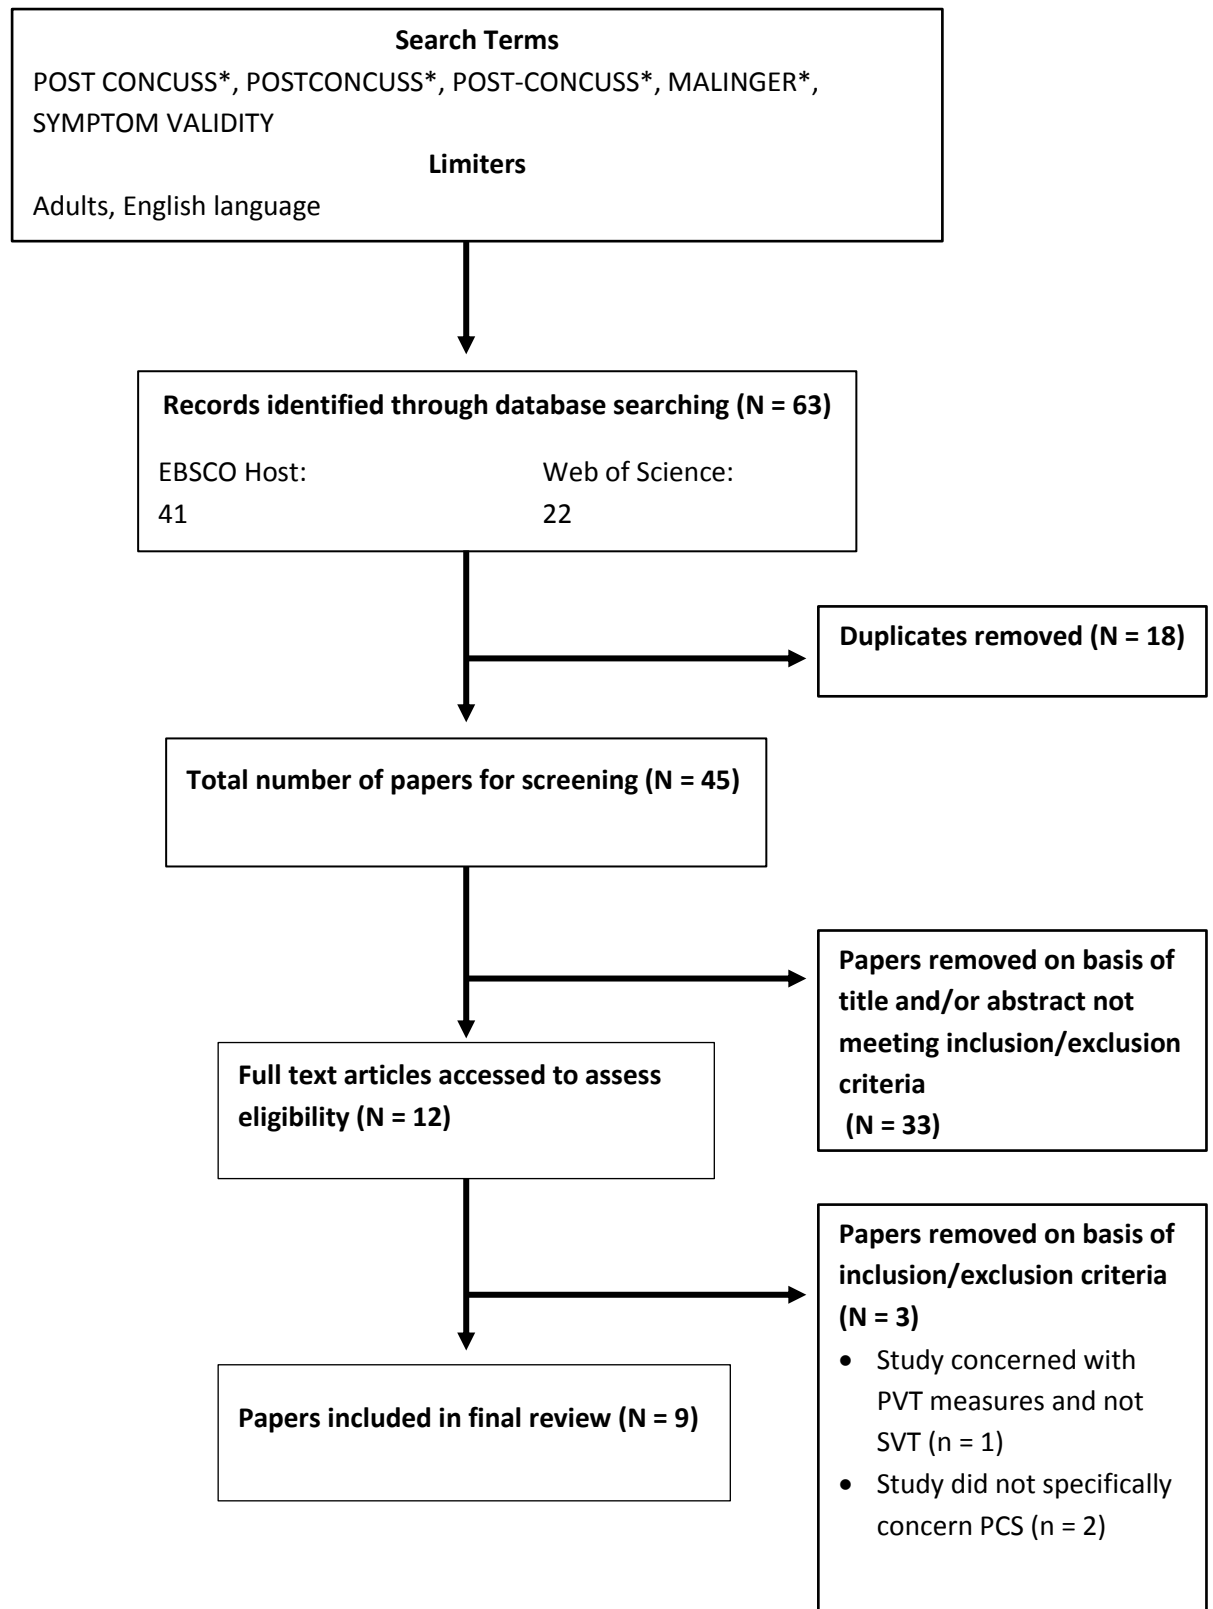 Search Terms
POST CONCUSS*, POSTCONCUSS*, POST-CONCUSS*, MALINGER*,
SYMPTOM VALIDITY
Limiters
Adults, English language
Records identified through database searching (N = 63)
EBSCO Host:
41
Web of Science:
22
Duplicates removed (N = 18)
Total number of papers for screening (N = 45)
Papers removed on basis of
title and/or abstract not
meeting inclusion/exclusion
criteria
(N = 33)
Full text articles accessed to assess
eligibility (N = 12)
Papers removed on basis of
inclusion/exclusion criteria
(N = 3)
• Study concerned with
PVT measures and not
SVT (n = 1)
• Study did not specifically
concern PCS (n = 2)
Papers included in final review (N = 9)